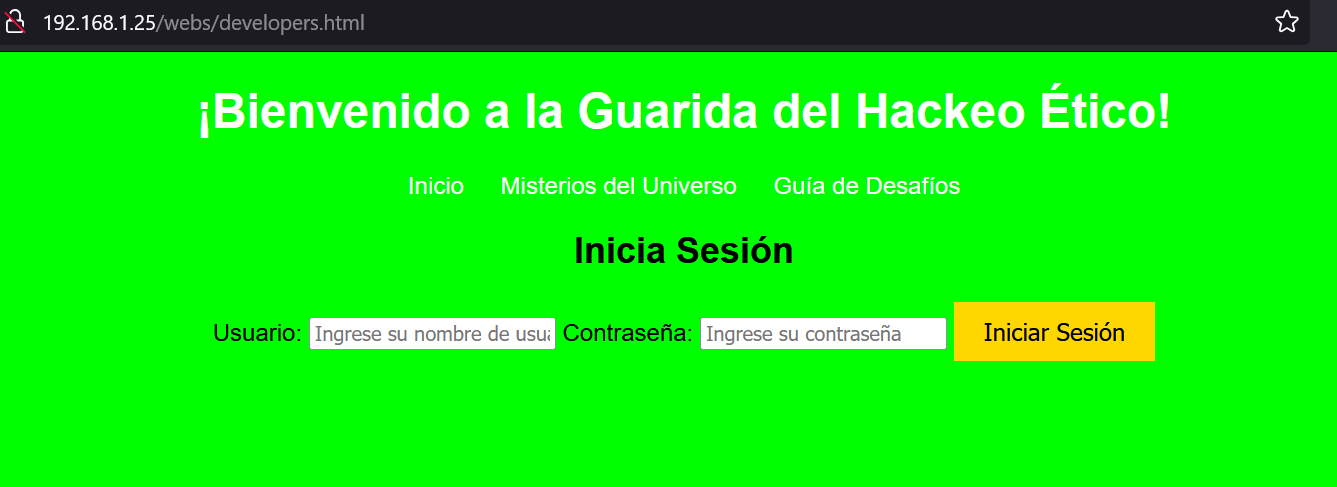 192.168.1.25/webs/developers.html
¡Bienvenido a la Guarida del Hackeo Ético!
Inicio Misterios del Universo Guía de Desafíos
Inicia Sesión
Usuario: Ingrese su nombre de usua Contraseña: Ingrese su contraseña Iniciar Sesión